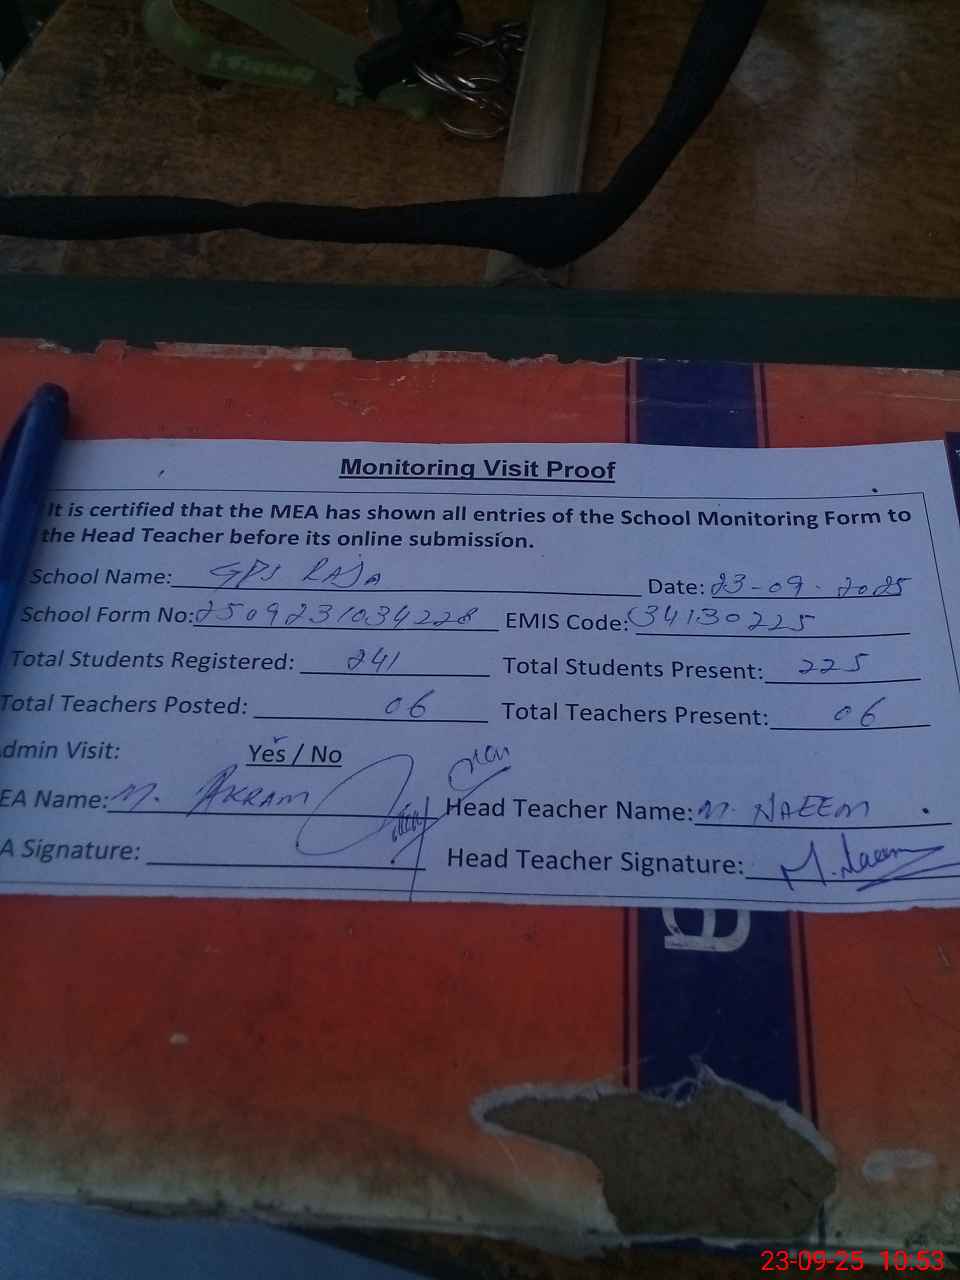 Monitoring Visit Proof
It is certified that the MEA has shown all entries of the School Monitoring Form to
the Head Teacher before its online submission.
School Name: GPS RAJA Date: 23-09-2025
School Form No: 2509231034228 EMIS Code: 34130225
Total Students Registered: 241 Total Students Present: 225
Total Teachers Posted: 06 Total Teachers Present: 06
dmin Visit: Yes / No
EA Name: M. AKRAM Head Teacher Name: M. NAEEM
A Signature: Head Teacher Signature: M. Naeem
23-09-25 10:53